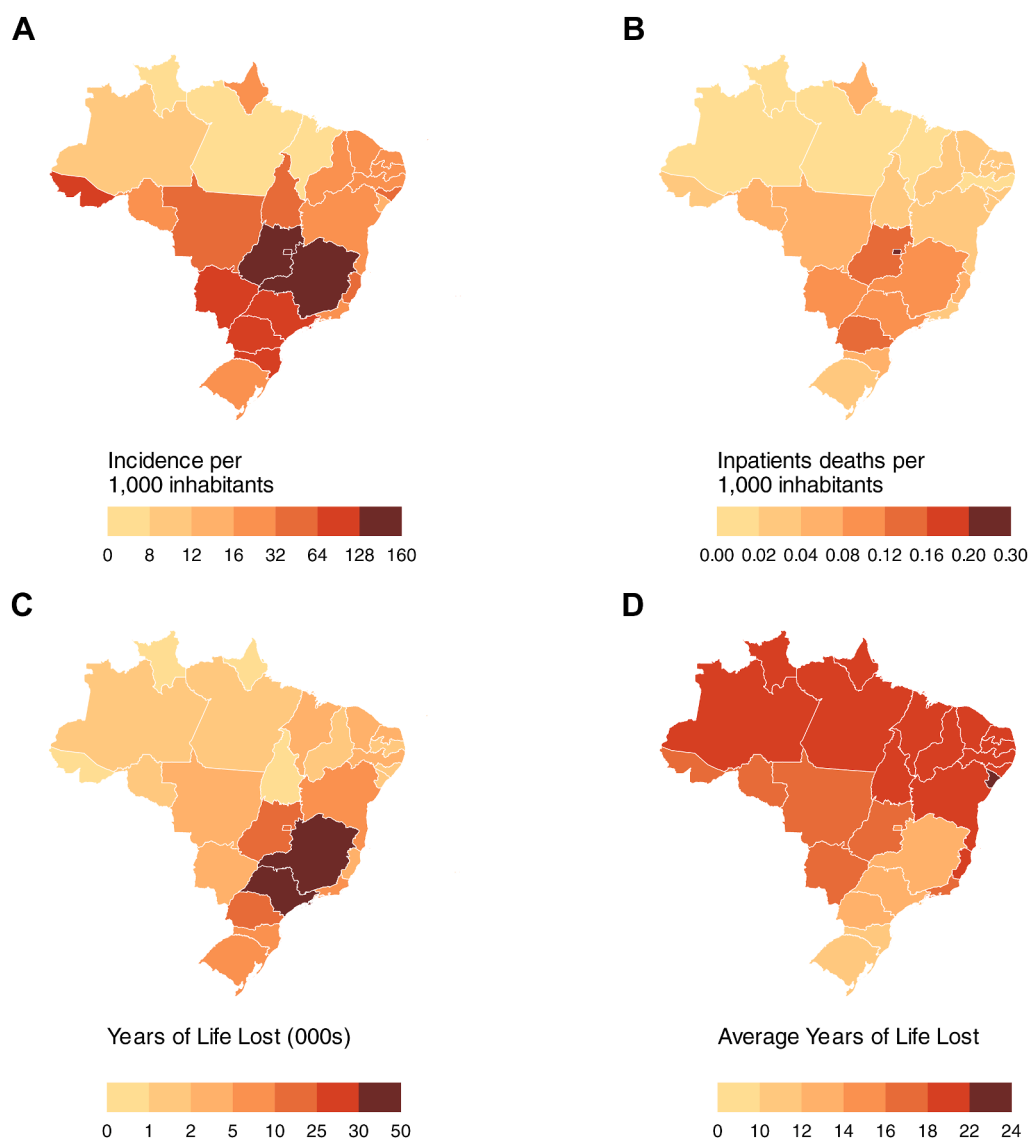 A
B
Incidence per
1,000 inhabitants
0 8 12 16 32 64 128 160
Inpatients deaths per
1,000 inhabitants
0.00 0.02 0.04 0.08 0.12 0.16 0.20 0.30
C
D
Years of Life Lost (000s)
0 1 2 5 10 25 30 50
Average Years of Life Lost
0 10 12 14 16 18 22 24